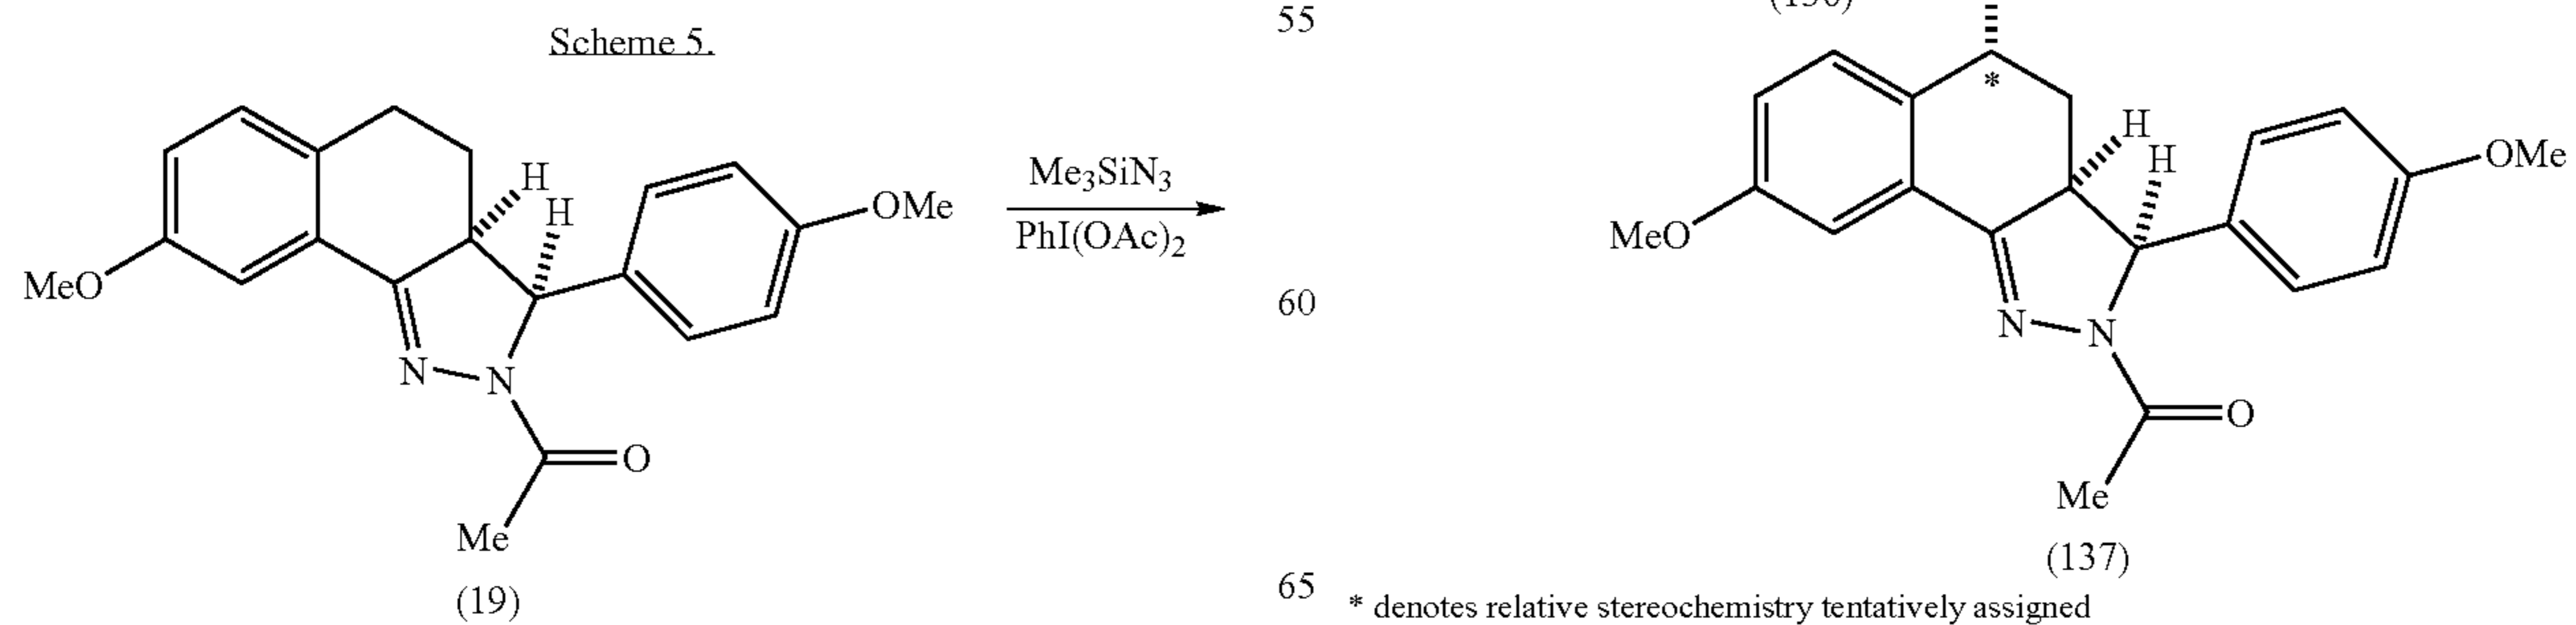 Scheme 5.
MeO
H
H
OMe
N
N
O
Me
(19)
Me3SiN3
PhI(OAc)2
55
60
65
MeO
H
H
OMe
N
N
O
Me
(137)
*
* denotes relative stereochemistry tentatively assigned